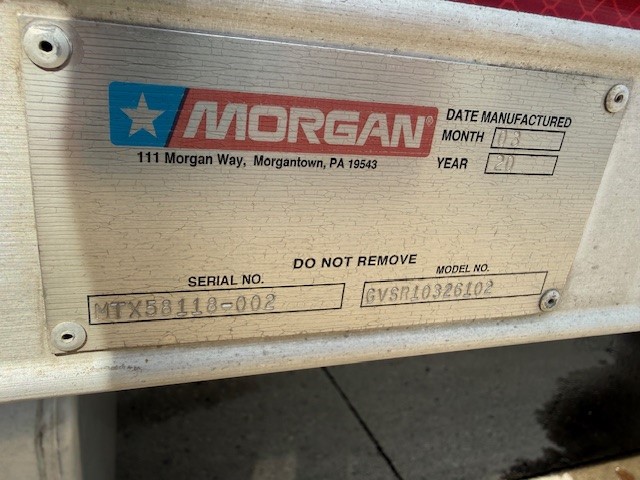 MORGAN®
111 Morgan Way, Morgantown, PA 19543
DATE MANUFACTURED
MONTH 03
YEAR 20
DO NOT REMOVE
SERIAL NO.
MTX58118-002
MODEL NO.
GVSR10326102